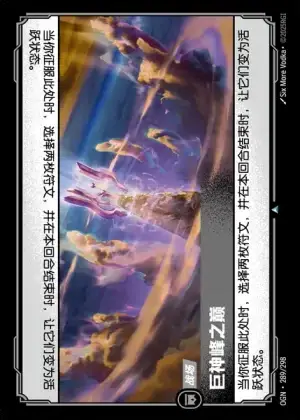 当你征服此处时，选择两枚符文，并在本回合结束时，让它们变为活
跃状态。
战场
巨神峰之巅
当你征服此处时，选择两枚符文，并在本回合结束时，让它们变为活
跃状态。
OGN • 289/298
Six More Vodka • ©2025RGI